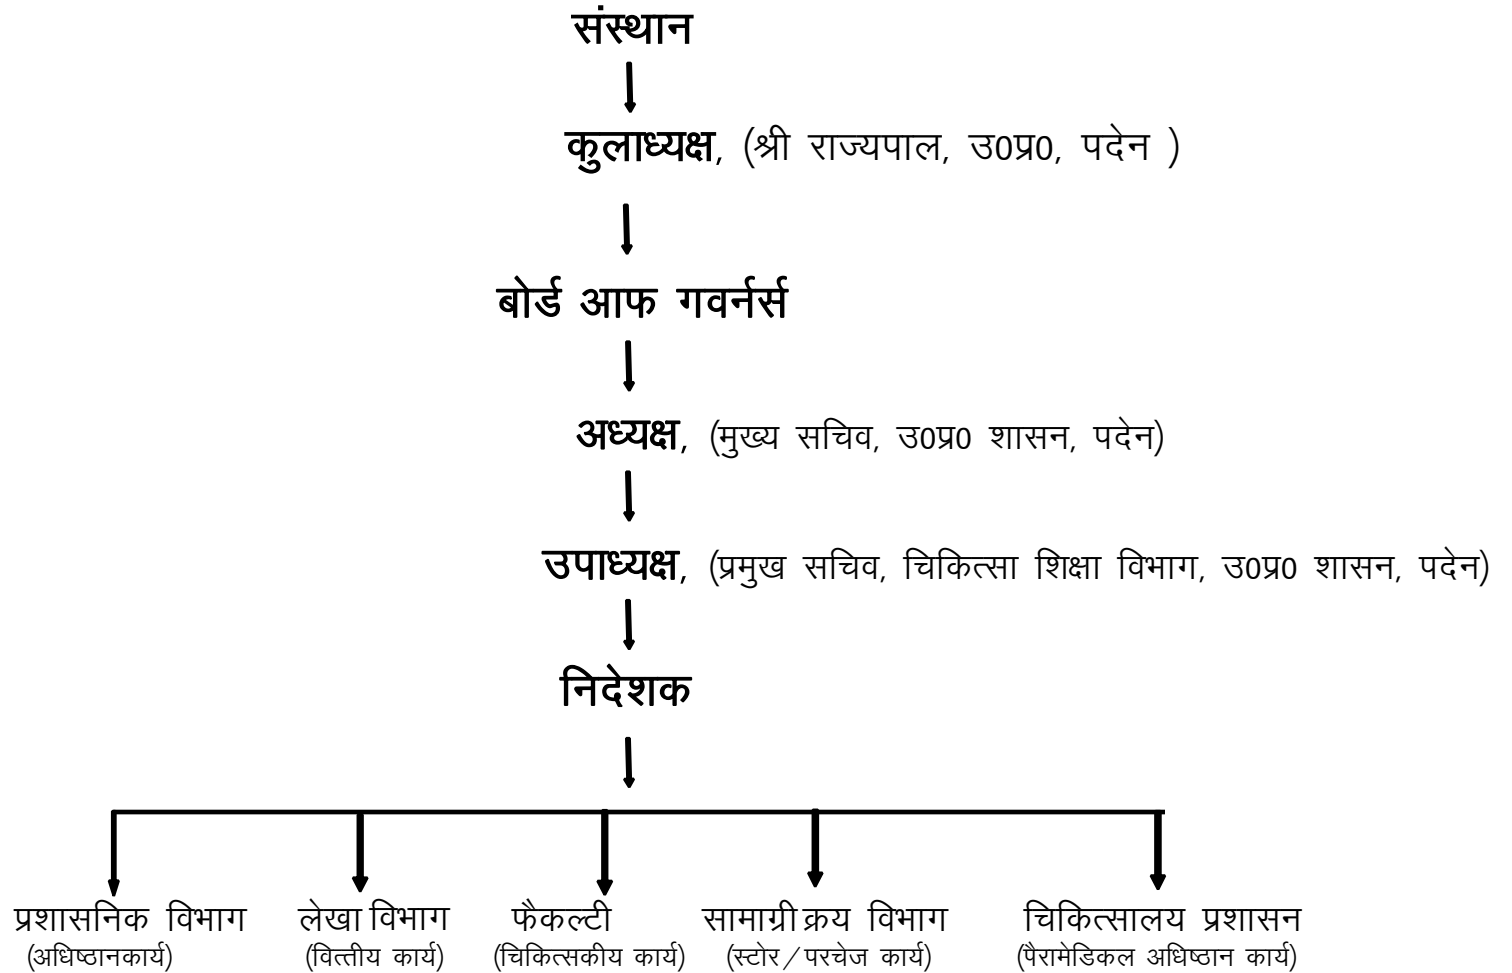 संस्थान
कुलाध्यक्ष, (श्री राज्यपाल, उ0प्र0, पदेन )
बोर्ड आफ गवर्नर्स
अध्यक्ष, (मुख्य सचिव, उ0प्र0 शासन, पदेन)
उपाध्यक्ष, (प्रमुख सचिव, चिकित्सा शिक्षा विभाग, उ0प्र0 शासन, पदेन)
निदेशक
प्रशासनिक विभाग लेखा विभाग फैकल्टी सामाग्री क्रय विभाग चिकित्सालय प्रशासन
(अधिष्ठानकार्य) (वित्तीय कार्य) (चिकित्सकीय कार्य) (स्टोर/परचेज कार्य) (पैरामेडिकल अधिष्ठान कार्य)